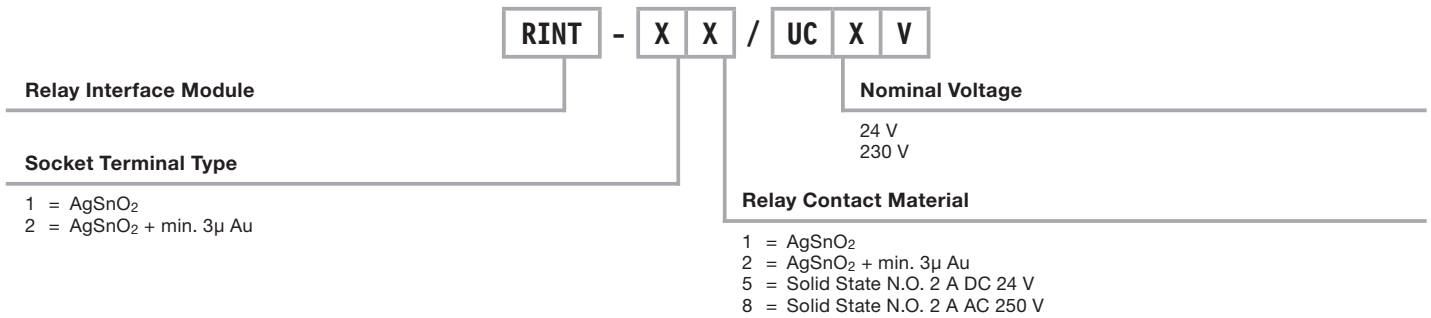 RINT - X X / UC X V
Relay Interface Module
Socket Terminal Type
1 = AgSnO₂
2 = AgSnO₂ + min. 3µ Au
Nominal Voltage
24 V
230 V
Relay Contact Material
1 = AgSnO₂
2 = AgSnO₂ + min. 3µ Au
5 = Solid State N.O. 2 A DC 24 V
8 = Solid State N.O. 2 A AC 250 V